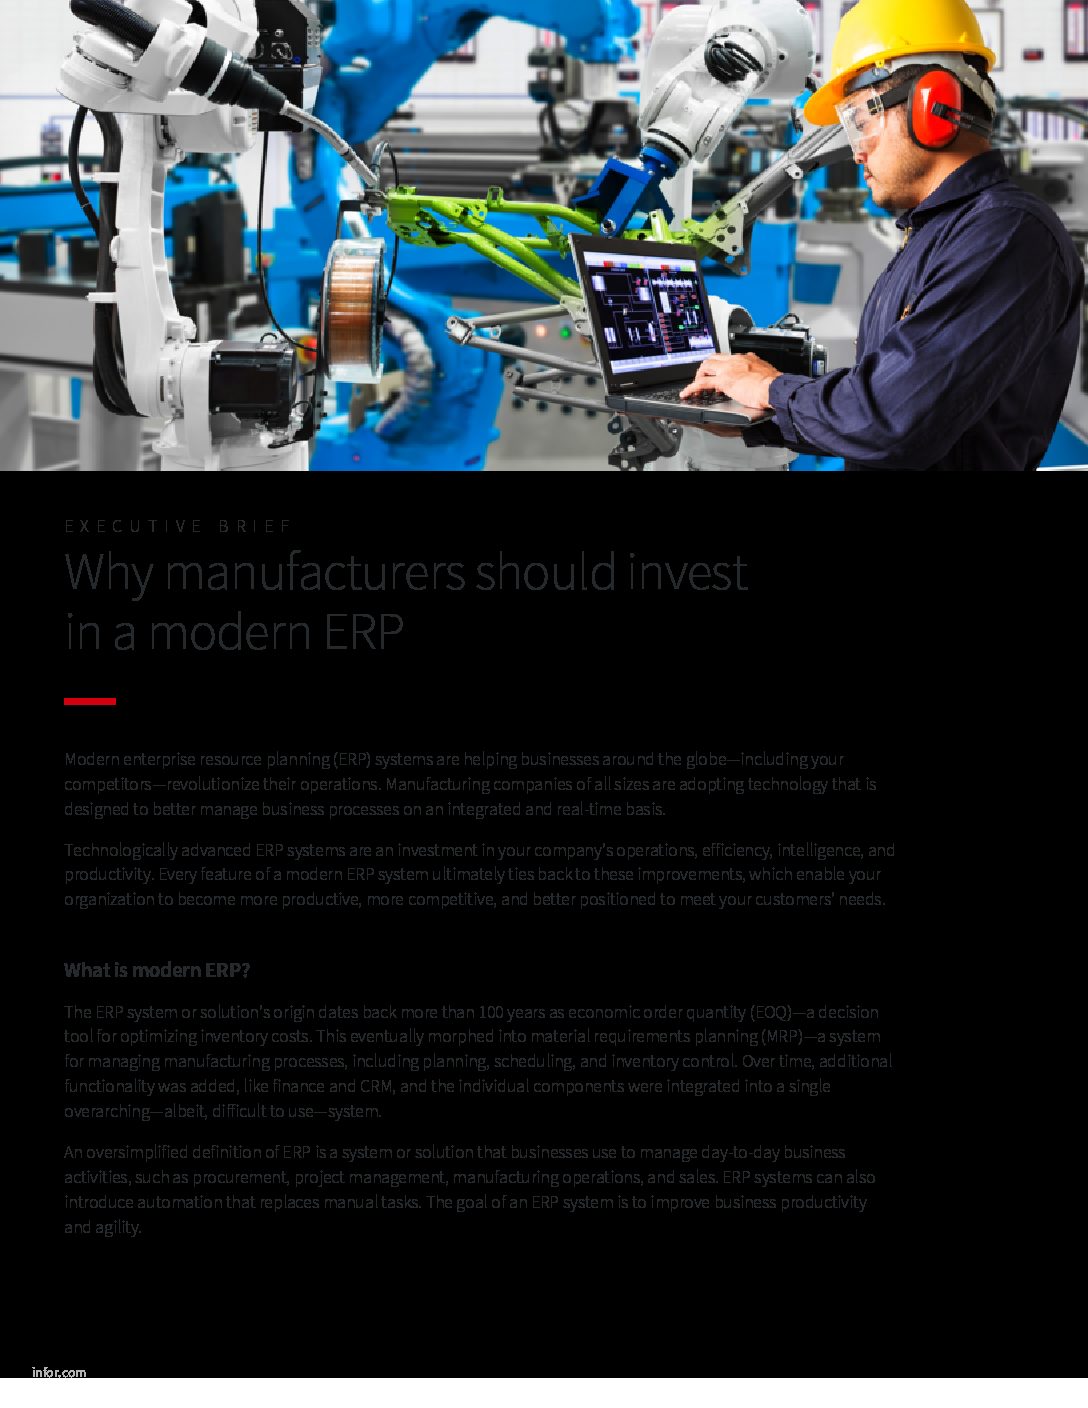 EXECUTIVE BRIEF
Why manufacturers should invest
in a modern ERP
Modern enterprise resource planning (ERP) systems are helping businesses around the globe—including your
competitors—revolutionize their operations. Manufacturing companies of all sizes are adopting technology that is
designed to better manage business processes on an integrated and real-time basis.
Technologically advanced ERP systems are an investment in your company’s operations, efficiency, intelligence, and
productivity. Every feature of a modern ERP system ultimately ties back to these improvements, which enable your
organization to become more productive, more competitive, and better positioned to meet your customers’ needs.
What is modern ERP?
The ERP system or solution’s origin dates back more than 100 years as economic order quantity (EOQ)—a decision
tool for optimizing inventory costs. This eventually morphed into material requirements planning (MRP)—a system
for managing manufacturing processes, including planning, scheduling, and inventory control. Over time, additional
functionality was added, like finance and CRM, and the individual components were integrated into a single
overarching—albeit, difficult to use—system.
An oversimplified definition of ERP is a system or solution that businesses use to manage day-to-day business
activities, such as procurement, project management, manufacturing operations, and sales. ERP systems can also
introduce automation that replaces manual tasks. The goal of an ERP system is to improve business productivity
and agility.
infor.com